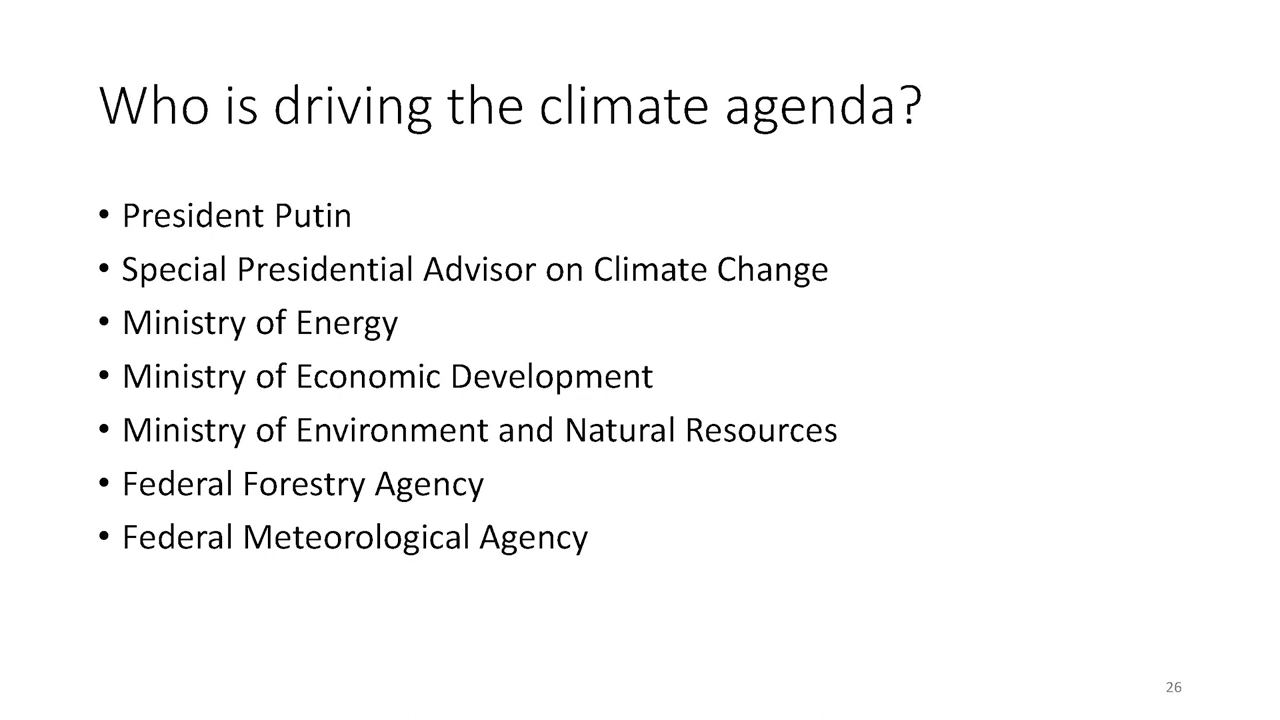 Who is driving the climate agenda?
• President Putin
• Special Presidential Advisor on Climate Change
• Ministry of Energy
• Ministry of Economic Development
• Ministry of Environment and Natural Resources
• Federal Forestry Agency
• Federal Meteorological Agency
26